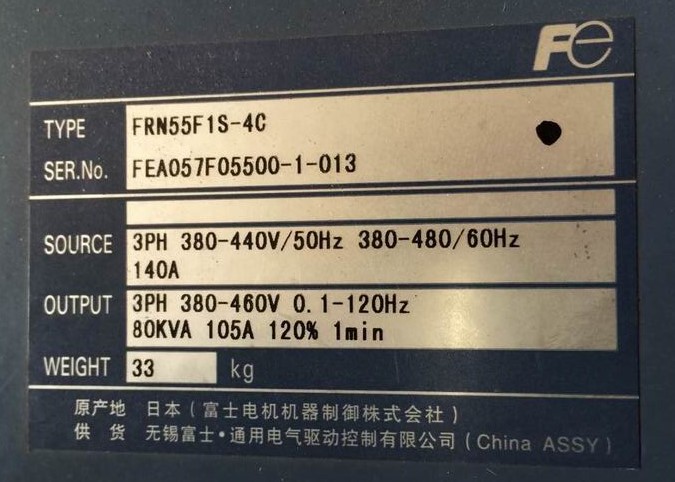 Fe
TYPE FRN55F1S-4C
SER.No. FEA057F05500-1-013
SOURCE 3PH 380-440V/50Hz 380-480/60Hz
140A
OUTPUT 3PH 380-460V 0.1-120Hz
80KVA 105A 120% 1min
WEIGHT 33 kg
原产地 日本(富士电机机器制御株式会社)
供 货 无锡富士•通用电气驱动控制有限公司(China ASSY)